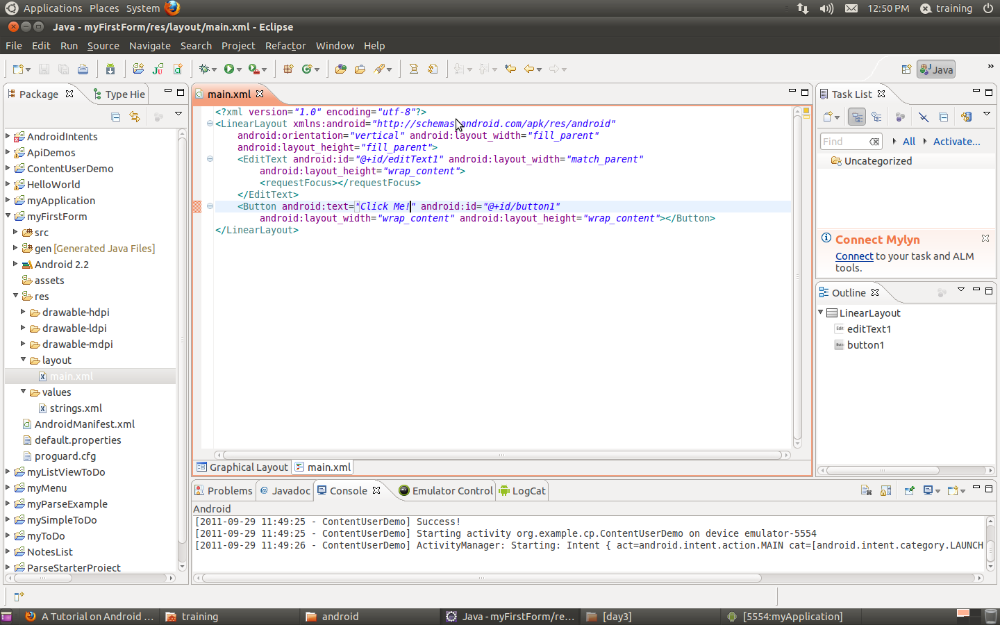 Applications Places System
12:50 PM training
Java - myFirstForm/res/layout/main.xml - Eclipse
File Edit Run Source Navigate Search Project Refactor Window Help
Java »
Package Type Hie
AndroidIntents
ApiDemos
ContentUserDemo
HelloWorld
myApplication
myFirstForm
src
gen [Generated Java Files]
Android 2.2
assets
res
drawable-hdpi
drawable-ldpi
drawable-mdpi
layout
main.xml
values
strings.xml
AndroidManifest.xml
default.properties
proguard.cfg
myListViewToDo
myMenu
myParseExample
mySimpleToDo
myToDo
NotesList
ParseStarterProject
main.xml
<?xml version="1.0" encoding="utf-8"?>
<LinearLayout xmlns:android="http://schemas.android.com/apk/res/android"
android:orientation="vertical" android:layout_width="fill_parent"
android:layout_height="fill_parent">
<EditText android:id="@+id/editText1" android:layout_width="match_parent"
android:layout_height="wrap_content">
<requestFocus></requestFocus>
</EditText>
<Button android:text="Click Me!" android:id="@+id/button1"
android:layout_width="wrap_content" android:layout_height="wrap_content"></Button>
</LinearLayout>
Graphical Layout main.xml
Task List
Find All Activate...
Uncategorized
Connect Mylyn
Connect to your task and ALM
tools.
Outline
LinearLayout
editText1
button1
Problems @ Javadoc Console Emulator Control LogCat
Android
[2011-09-29 11:49:25 - ContentUserDemo] Success!
[2011-09-29 11:49:25 - ContentUserDemo] Starting activity org.example.cp.ContentUserDemo on device emulator-5554
[2011-09-29 11:49:26 - ContentUserDemo] ActivityManager: Starting: Intent { act=android.intent.action.MAIN cat=[android.intent.category.LAUNCH
A Tutorial on Android ... training android Java - myFirstForm/re... [day3] [5554:myApplication]